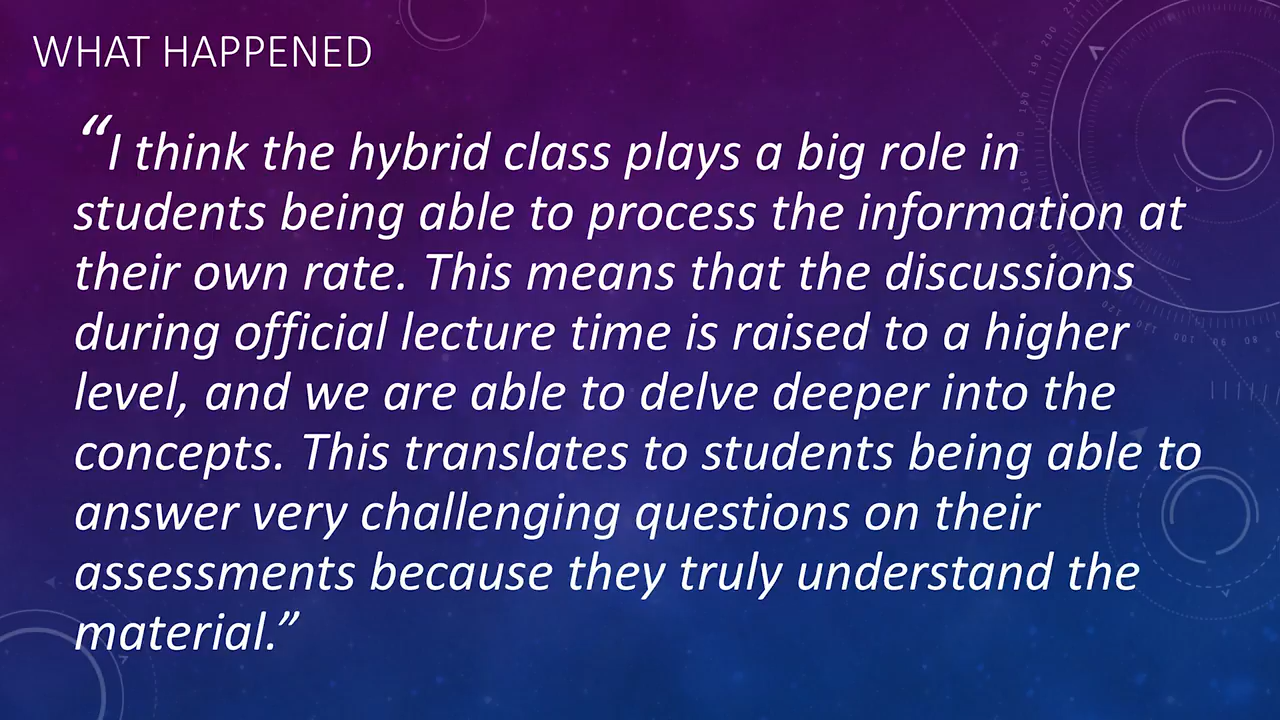 WHAT HAPPENED
“I think the hybrid class plays a big role in
students being able to process the information at
their own rate. This means that the discussions
during official lecture time is raised to a higher
level, and we are able to delve deeper into the
concepts. This translates to students being able to
answer very challenging questions on their
assessments because they truly understand the
material.”